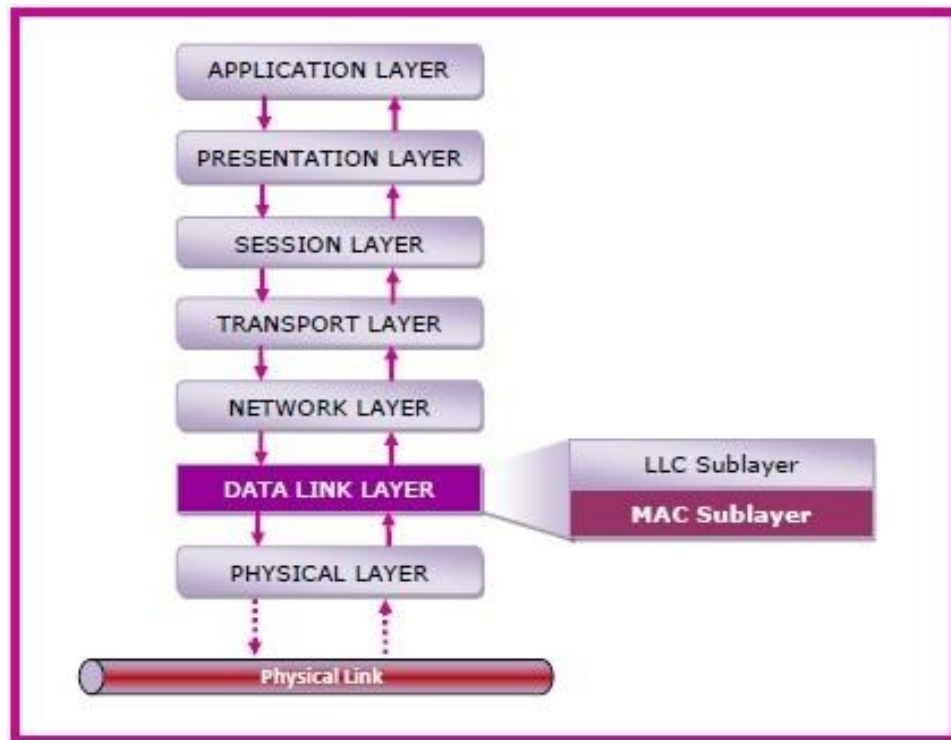 APPLICATION LAYER
PRESENTATION LAYER
SESSION LAYER
TRANSPORT LAYER
NETWORK LAYER
DATA LINK LAYER
LLC Sublayer
MAC Sublayer
PHYSICAL LAYER
Physical Link